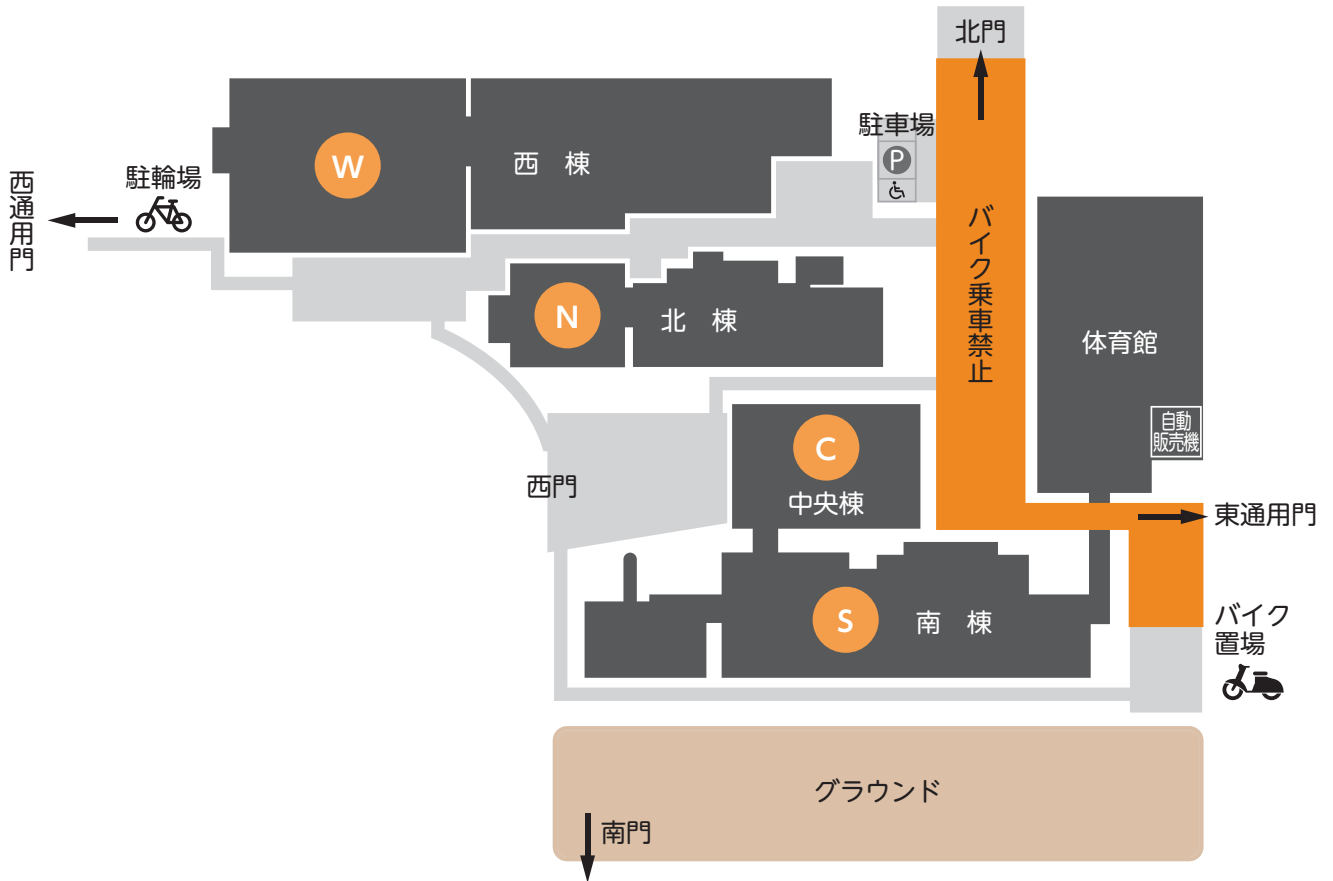 北門
駐車場
P
W
西 棟
駐輪場
西通用門
バイク乗車禁止
N
北 棟
体育館
自動
販売機
C
中央棟
西門
東通用門
S
南 棟
バイク
置場
グラウンド
南門